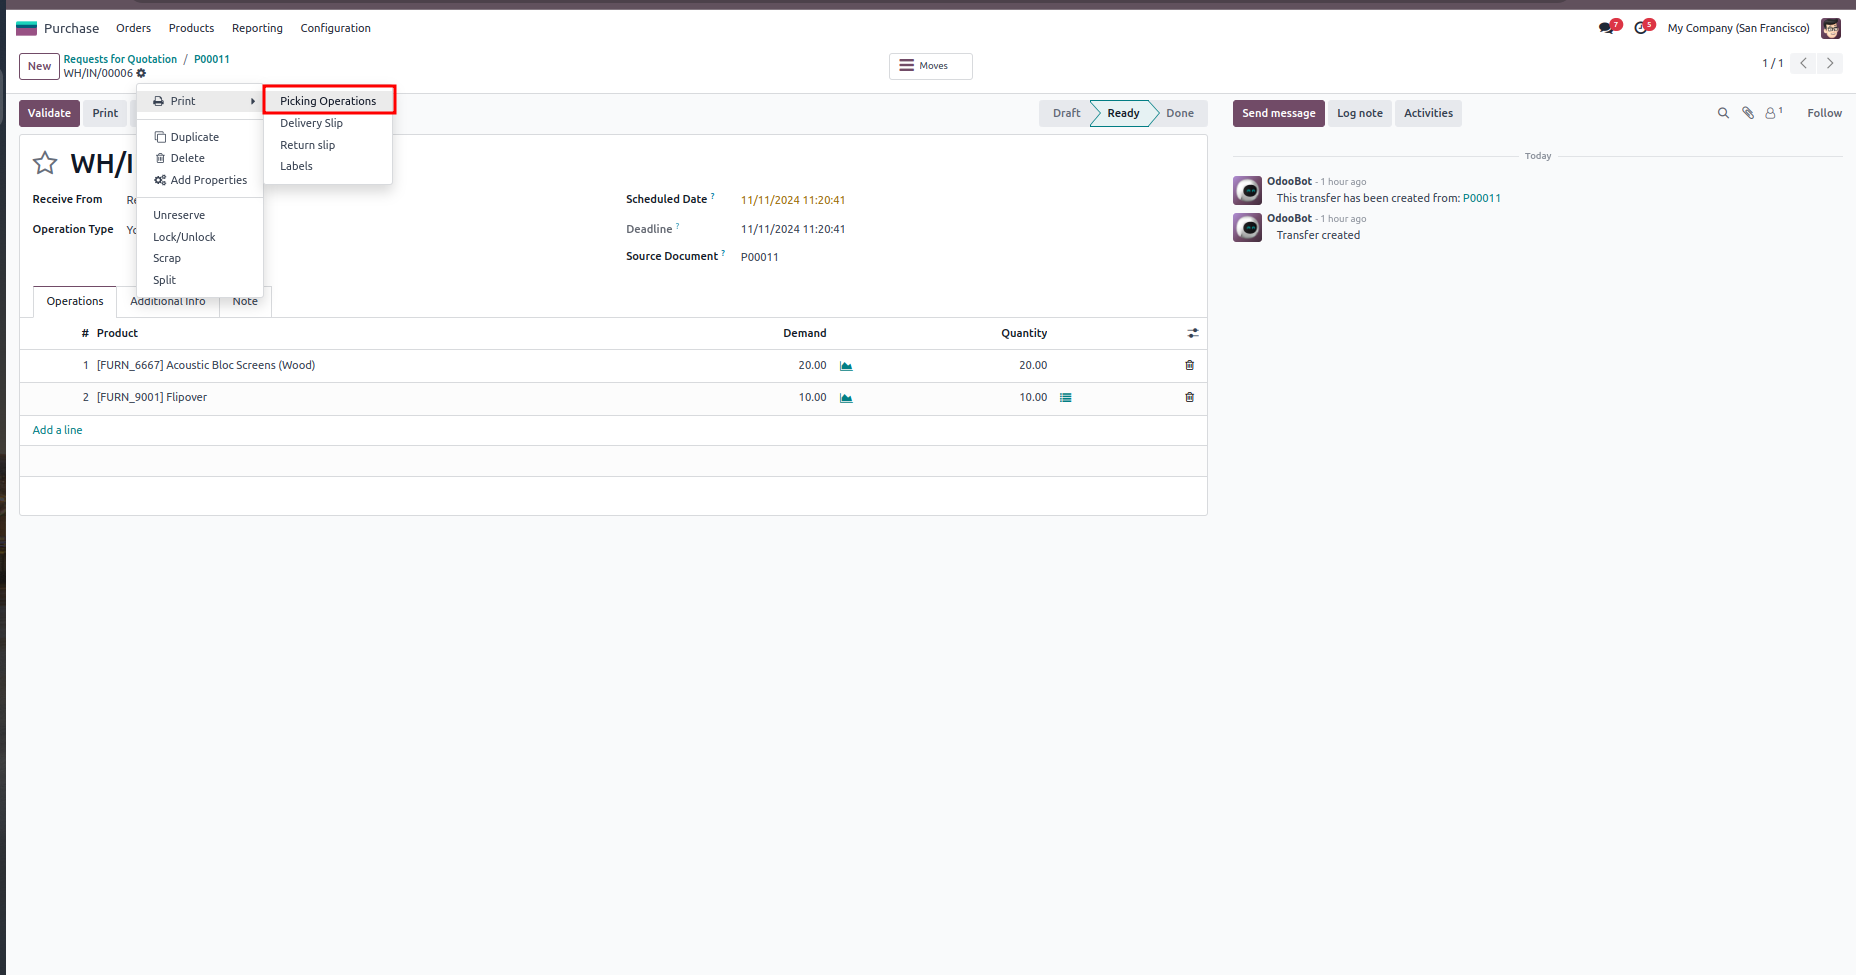 Purchase Orders Products Reporting Configuration
7 5 My Company (San Francisco)
New Requests for Quotation / P00011
WH/IN/00006
Moves
1 / 1
Validate Print
Print
Duplicate
Delete
Add Properties
Unreserve
Lock/Unlock
Scrap
Split
Picking Operations
Delivery Slip
Return slip
Labels
Draft Ready Done
Send message Log note Activities
1 Follow
WH/I
Receive From Re
Operation Type Yo
Scheduled Date ? 11/11/2024 11:20:41
Deadline ? 11/11/2024 11:20:41
Source Document ? P00011
Operations Additional Info Note
# Product Demand Quantity
1 [FURN_6667] Acoustic Bloc Screens (Wood) 20.00 20.00
2 [FURN_9001] Flipover 10.00 10.00
Add a line
Today
OdooBot - 1 hour ago
This transfer has been created from: P00011
OdooBot - 1 hour ago
Transfer created